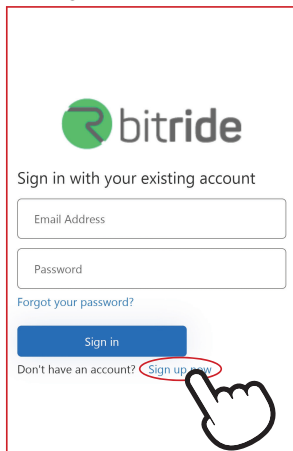 bitride
Sign in with your existing account
Email Address
Password
Forgot your password?
Sign in
Don't have an account? Sign up now